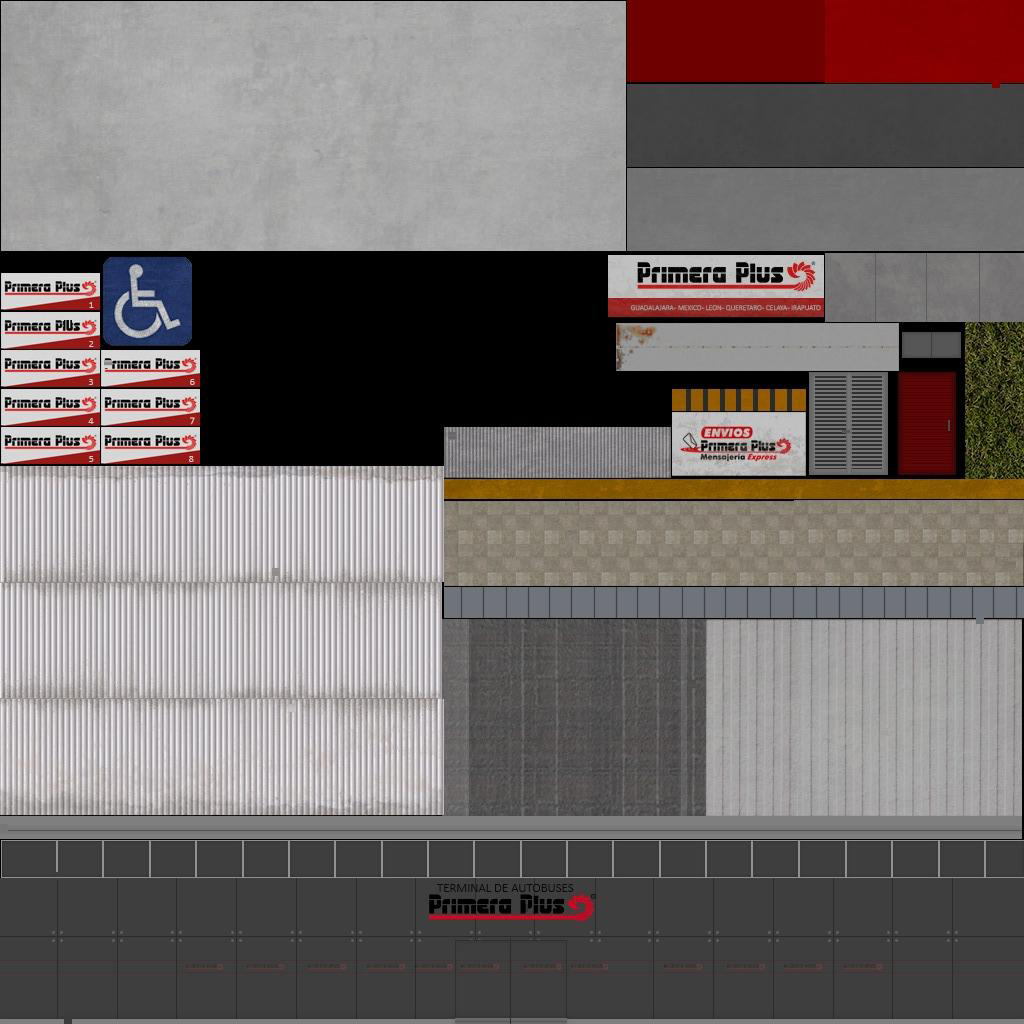 Primera Plus
GUADALAJARA- MEXICO- LEON- QUERETARO- CELAYA- IRAPUATO
Primera Plus
1
Primera Plus
2
Primera Plus
3
Primera Plus
6
Primera Plus
4
Primera Plus
7
Primera Plus
5
Primera Plus
8
ENVIOS
Primera Plus
Mensajería Express
TERMINAL DE AUTOBUSES
Primera Plus